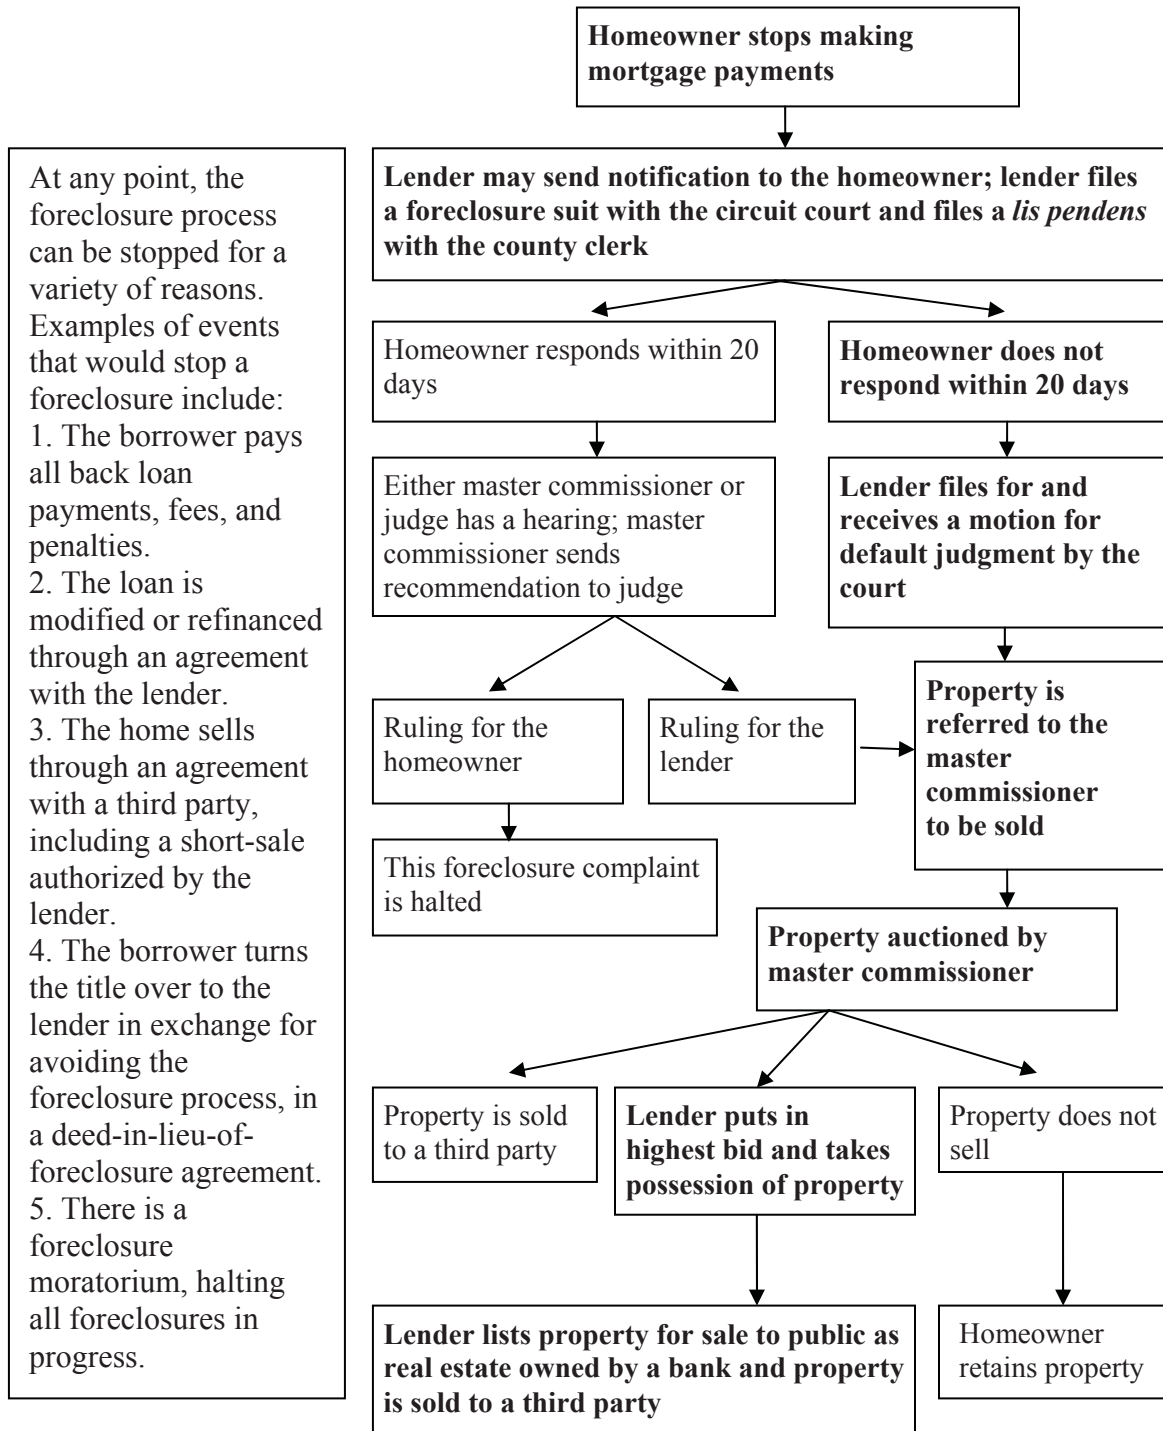 Homeowner stops making
mortgage payments
At any point, the
foreclosure process
can be stopped for a
variety of reasons.
Examples of events
that would stop a
foreclosure include:
1. The borrower pays
all back loan
payments, fees, and
penalties.
2. The loan is
modified or refinanced
through an agreement
with the lender.
3. The home sells
through an agreement
with a third party,
including a short-sale
authorized by the
lender.
4. The borrower turns
the title over to the
lender in exchange for
avoiding the
foreclosure process, in
a deed-in-lieu-of-
foreclosure agreement.
5. There is a
foreclosure
moratorium, halting
all foreclosures in
progress.
Lender may send notification to the homeowner; lender files
a foreclosure suit with the circuit court and files a lis pendens
with the county clerk
Homeowner responds within 20
days
Homeowner does not
respond within 20 days
Either master commissioner or
judge has a hearing; master
commissioner sends
recommendation to judge
Lender files for and
receives a motion for
default judgment by the
court
Ruling for the
homeowner
Ruling for the
lender
Property is
referred to the
master
commissioner
to be sold
This foreclosure complaint
is halted
Property auctioned by
master commissioner
Property is sold
to a third party
Lender puts in
highest bid and takes
possession of property
Property does not
sell
Lender lists property for sale to public as
real estate owned by a bank and property
is sold to a third party
Homeowner
retains property